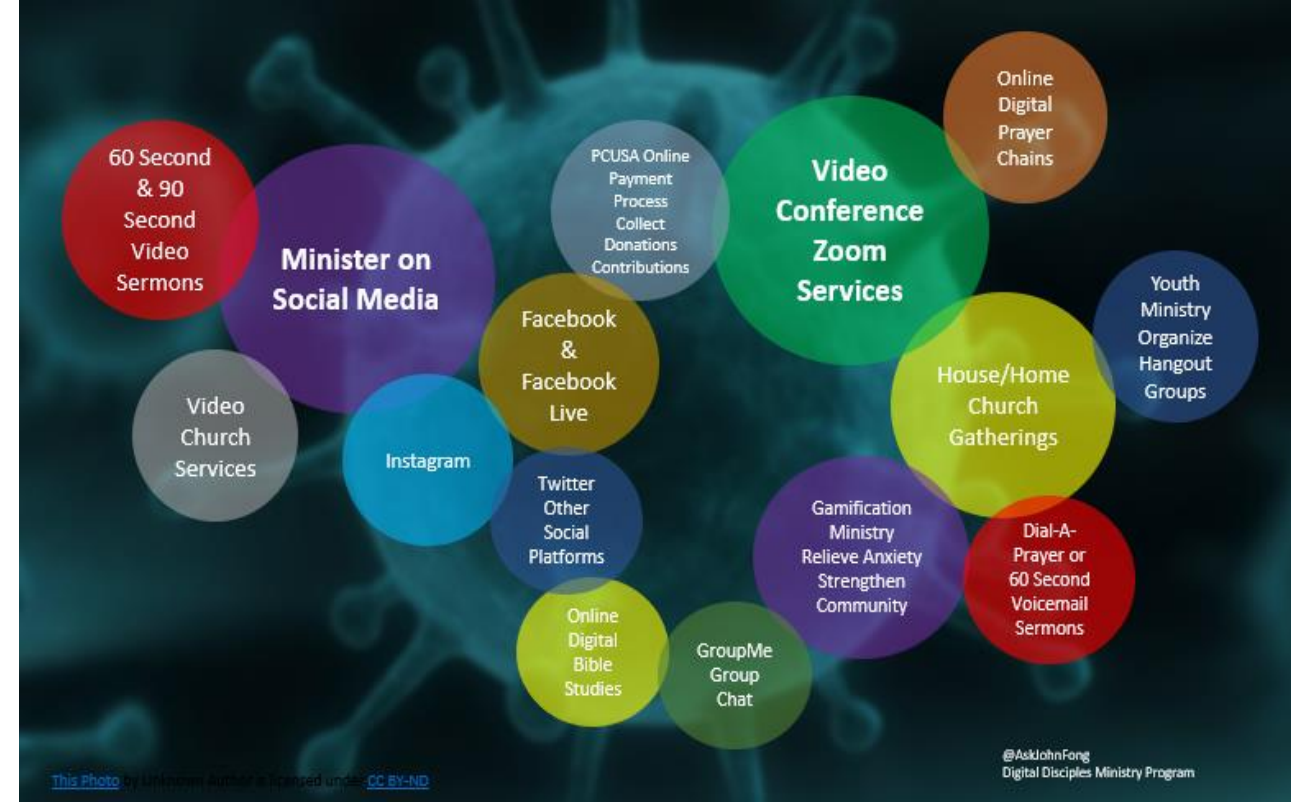 60 Second
& 90
Second
Video
Sermons
Minister on
Social Media
Video
Church
Services
Instagram
Facebook
&
Facebook
Live
Twitter
Other
Social
Platforms
Online
Digital
Bible
Studies
GroupMe
Group
Chat
PCUSA Online
Payment
Process
Collect
Donations
Contributions
Video
Conference
Zoom
Services
Online
Digital
Prayer
Chains
House/Home
Church
Gatherings
Youth
Ministry
Organize
Hangout
Groups
Gamification
Ministry
Relieve Anxiety
Strengthen
Community
Dial-A-
Prayer or
60 Second
Voicemail
Sermons
@AskJohnFong
Digital Disciples Ministry Program
This Photo by Unknown Author is licensed under CC BY-ND